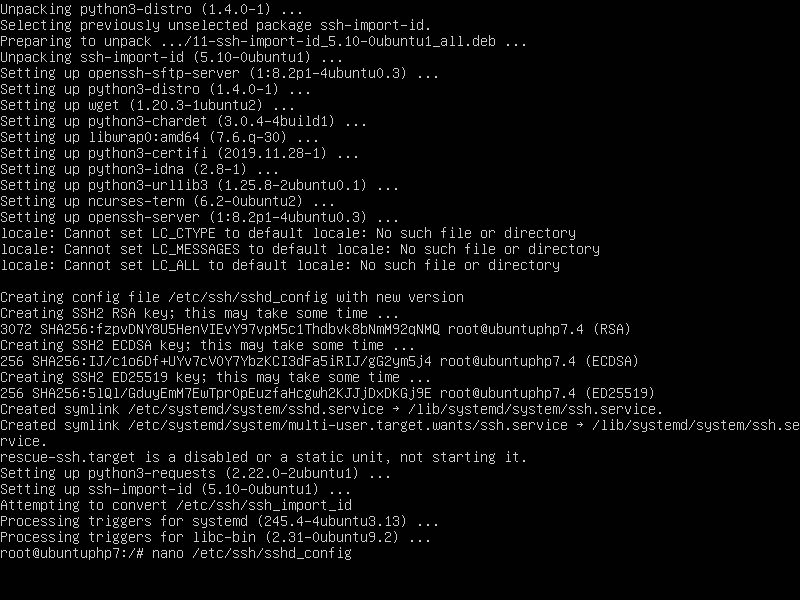 Unpacking python3-distro (1.4.0-1) ...
Selecting previously unselected package ssh-import-id.
Preparing to unpack .../11-ssh-import-id_5.10-0ubuntu1_all.deb ...
Unpacking ssh-import-id (5.10-0ubuntu1) ...
Setting up openssh-sftp-server (1:8.2p1-4ubuntu0.3) ...
Setting up python3-distro (1.4.0-1) ...
Setting up wget (1.20.3-1ubuntu2) ...
Setting up python3-chardet (3.0.4-4build1) ...
Setting up libwrap0:amd64 (7.6.q-30) ...
Setting up python3-certifi (2019.11.28-1) ...
Setting up python3-idna (2.8-1) ...
Setting up python3-urllib3 (1.25.8-2ubuntu0.1) ...
Setting up ncurses-term (6.2-0ubuntu2) ...
Setting up openssh-server (1:8.2p1-4ubuntu0.3) ...
locale: Cannot set LC_CTYPE to default locale: No such file or directory
locale: Cannot set LC_MESSAGES to default locale: No such file or directory
locale: Cannot set LC_ALL to default locale: No such file or directory
Creating config file /etc/ssh/sshd_config with new version
Creating SSH2 RSA key; this may take some time ...
3072 SHA256:fzpvDNY8U5HenVIEvY97vpM5c1Thdbvk8bNmM92qNMQ root@ubuntuphp7.4 (RSA)
Creating SSH2 ECDSA key; this may take some time ...
256 SHA256:IJ/c1o6Df+UYv7cVOY7YbzKCI3dFa5iRIJ/gG2ym5j4 root@ubuntuphp7.4 (ECDSA)
Creating SSH2 ED25519 key; this may take some time ...
256 SHA256:5lQl/GduyEmM7EwTprOpEuzfaHcgwh2KJJjDxDKGj9E root@ubuntuphp7.4 (ED25519)
Created symlink /etc/systemd/system/sshd.service → /lib/systemd/system/ssh.service.
Created symlink /etc/systemd/system/multi-user.target.wants/ssh.service → /lib/systemd/system/ssh.se
rvice.
rescue-ssh.target is a disabled or a static unit, not starting it.
Setting up python3-requests (2.22.0-2ubuntu1) ...
Setting up ssh-import-id (5.10-0ubuntu1) ...
Attempting to convert /etc/ssh/ssh_import_id
Processing triggers for systemd (245.4-4ubuntu3.13) ...
Processing triggers for libc-bin (2.31-0ubuntu9.2) ...
root@ubuntuphp7:/# nano /etc/ssh/sshd_config